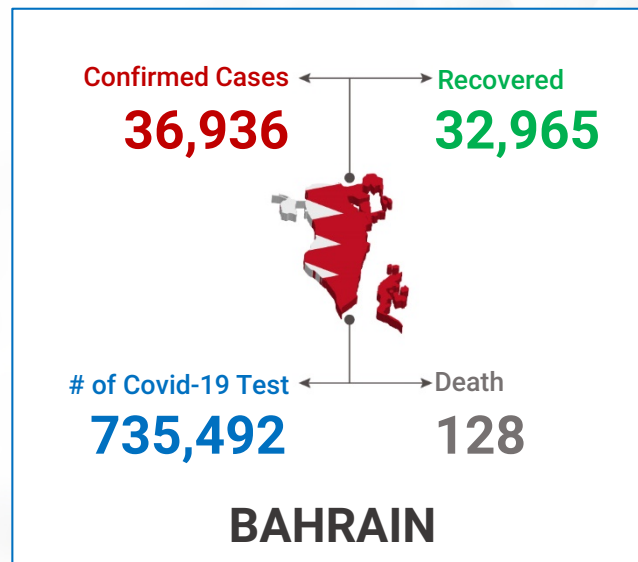 Confirmed Cases
36,936
Recovered
32,965
# of Covid-19 Test
735,492
Death
128
BAHRAIN